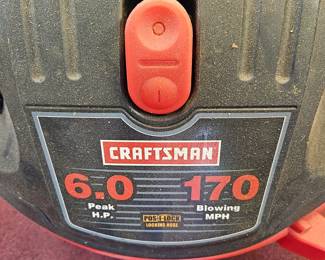 CRAFTSMAN
6.0 170
Peak H.P. Blowing MPH
POS-I-LOCK
LOCKING HOSE